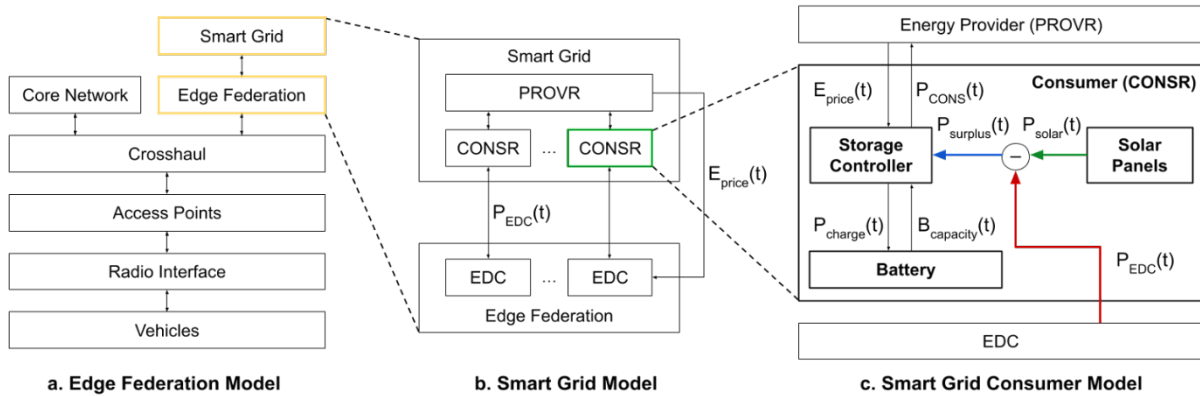 Smart Grid
Core Network
Edge Federation
Crosshaul
Access Points
Radio Interface
Vehicles
a. Edge Federation Model
Smart Grid
PROVR
CONSR
...
CONSR
E_price(t)
P_EDC(t)
EDC
...
EDC
Edge Federation
b. Smart Grid Model
Energy Provider (PROVR)
Consumer (CONSR)
E_price(t)
P_CONS(t)
Storage
Controller
P_surplus(t)
P_solar(t)
−
Solar
Panels
P_charge(t)
B_capacity(t)
Battery
P_EDC(t)
EDC
c. Smart Grid Consumer Model